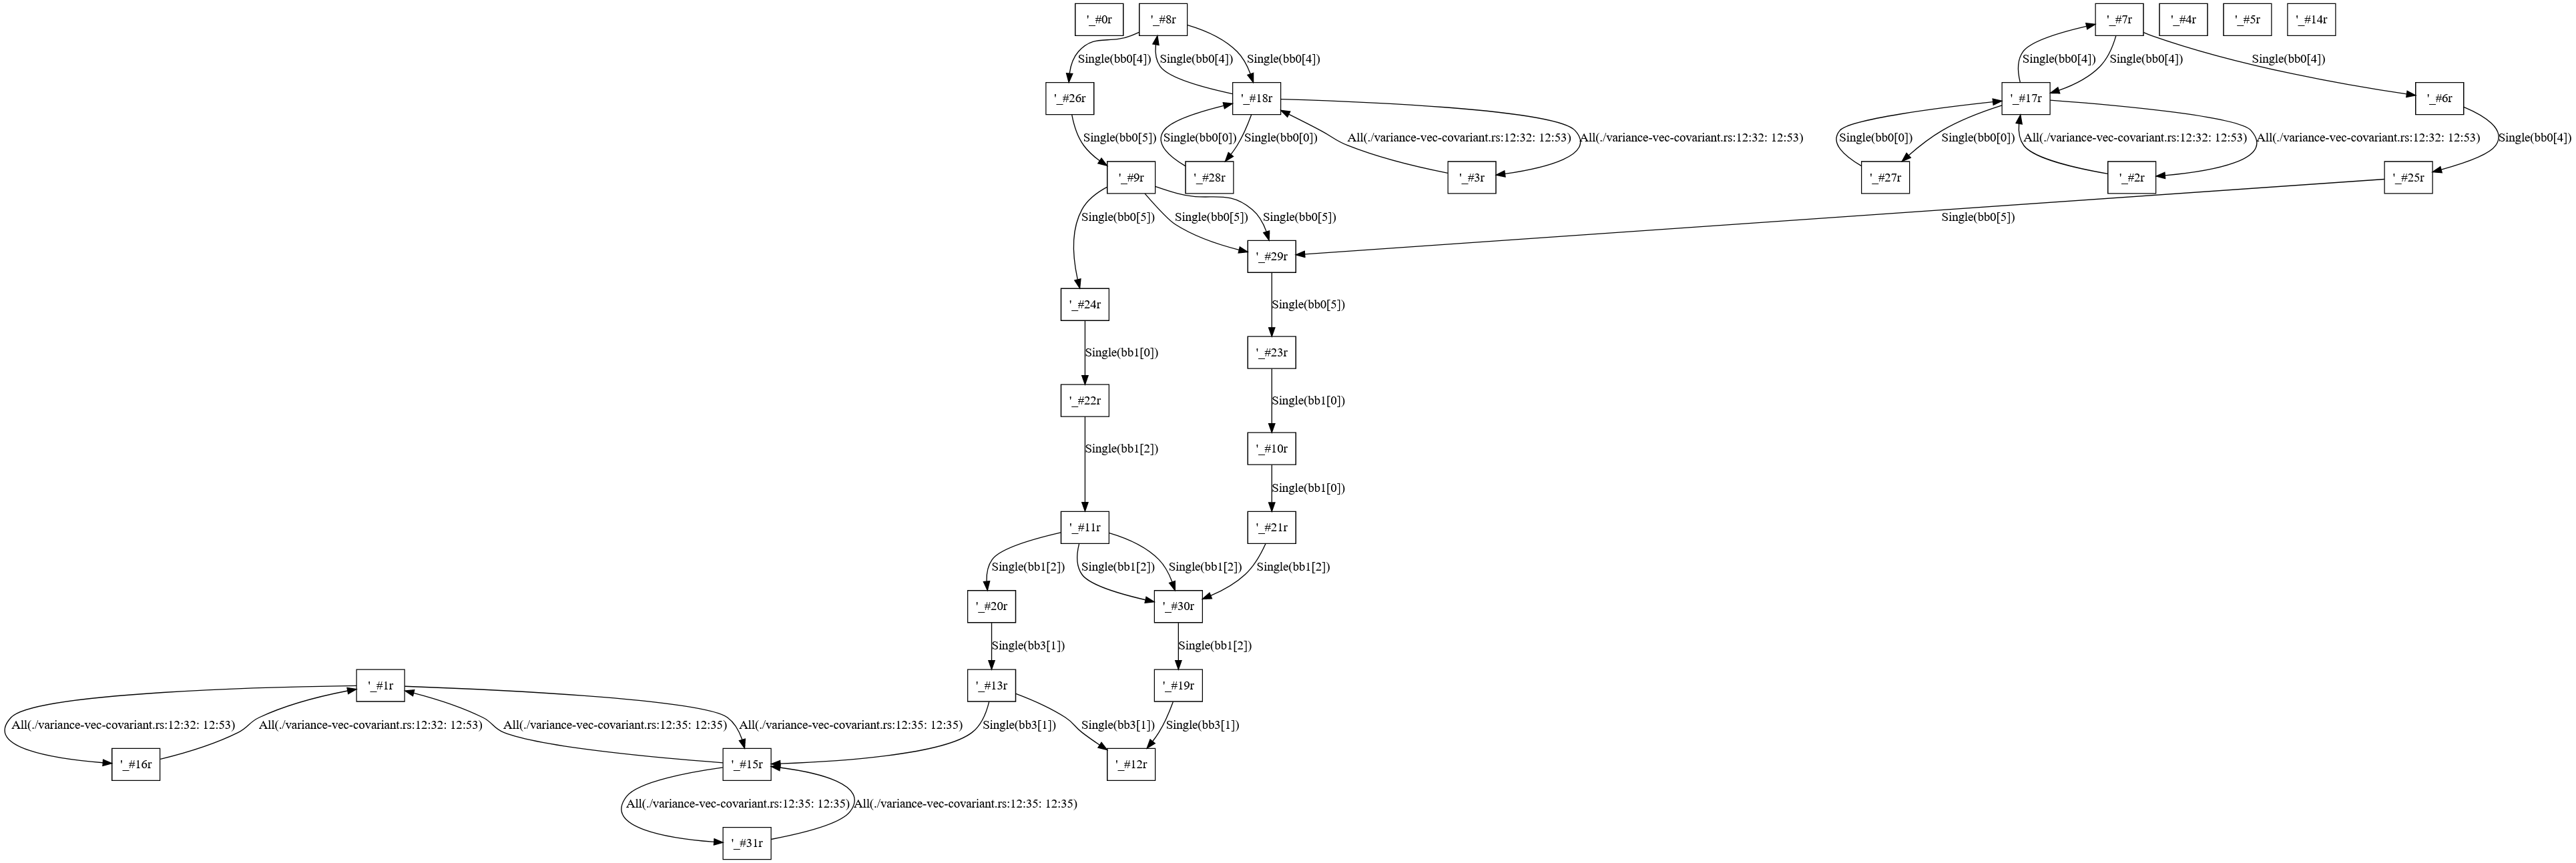 '_#0r
'_#8r
'_#7r
'_#4r
'_#5r
'_#14r
Single(bb0[4])
Single(bb0[4])
Single(bb0[4])
Single(bb0[4])
Single(bb0[4])
Single(bb0[4])
'_#26r
'_#18r
'_#17r
'_#6r
Single(bb0[5])
Single(bb0[0])
Single(bb0[0])
All(./variance-vec-covariant.rs:12:32: 12:53)
All(./variance-vec-covariant.rs:12:32: 12:53)
Single(bb0[0])
Single(bb0[0])
All(./variance-vec-covariant.rs:12:32: 12:53)
All(./variance-vec-covariant.rs:12:32: 12:53)
Single(bb0[4])
'_#9r
'_#28r
'_#3r
'_#27r
'_#2r
'_#25r
Single(bb0[5])
Single(bb0[5])
Single(bb0[5])
Single(bb0[5])
'_#29r
'_#24r
Single(bb0[5])
'_#23r
Single(bb1[0])
'_#22r
Single(bb1[0])
Single(bb1[2])
'_#10r
Single(bb1[0])
'_#11r
'_#21r
Single(bb1[2])
Single(bb1[2])
Single(bb1[2])
Single(bb1[2])
'_#20r
'_#30r
Single(bb3[1])
Single(bb1[2])
'_#1r
'_#13r
'_#19r
All(./variance-vec-covariant.rs:12:32: 12:53)
All(./variance-vec-covariant.rs:12:32: 12:53)
All(./variance-vec-covariant.rs:12:35: 12:35)
All(./variance-vec-covariant.rs:12:35: 12:35)
Single(bb3[1])
Single(bb3[1])
Single(bb3[1])
'_#16r
'_#15r
'_#12r
All(./variance-vec-covariant.rs:12:35: 12:35)
All(./variance-vec-covariant.rs:12:35: 12:35)
'_#31r